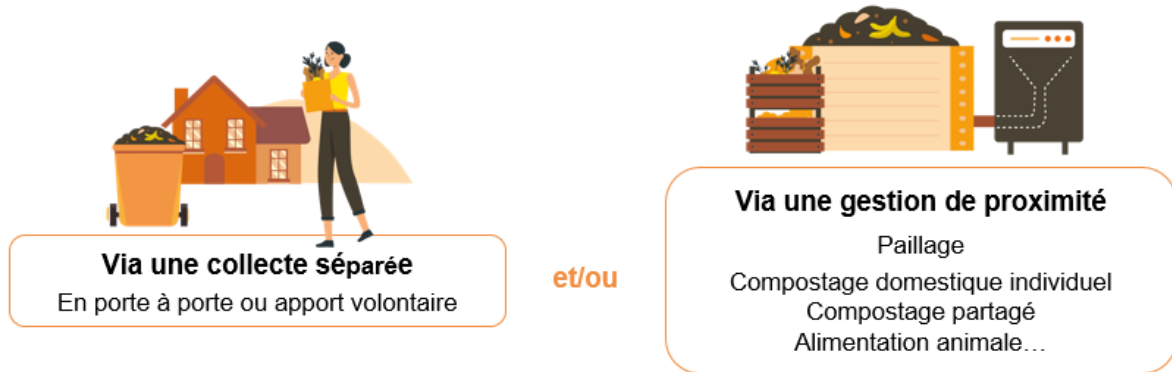 Via une collecte séparée
En porte à porte ou apport volontaire
et/ou
Via une gestion de proximité
Paillage
Compostage domestique individuel
Compostage partagé
Alimentation animale…